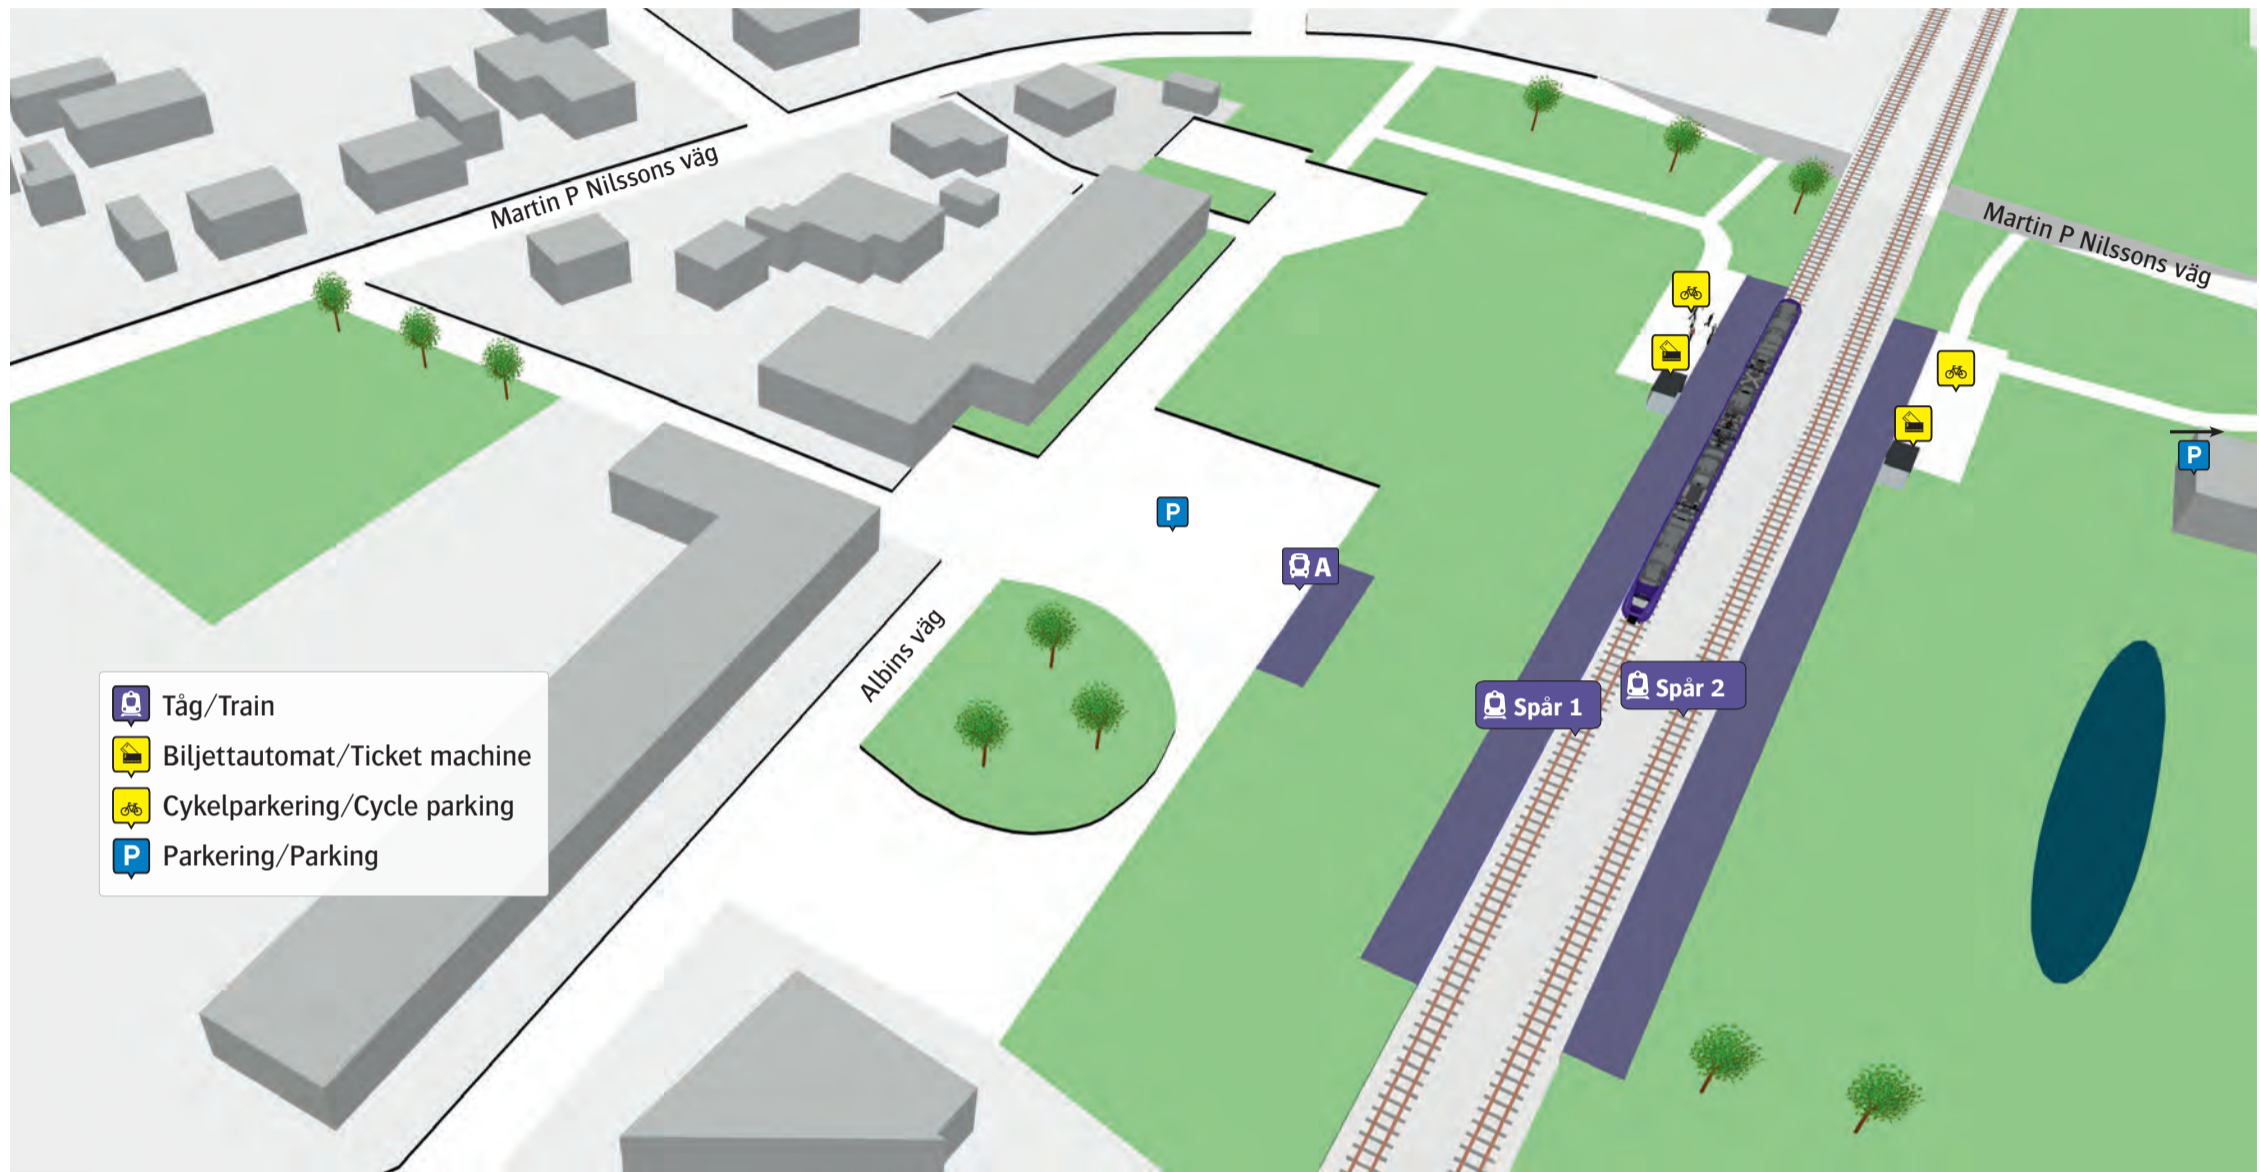 Martin P Nilssons väg
Martin P Nilssons väg
P
P
A
Albins väg
Spår 1
Spår 2
Tåg/Train
Biljettautomat/Ticket machine
Cykelparkering/Cycle parking
P Parkering/Parking